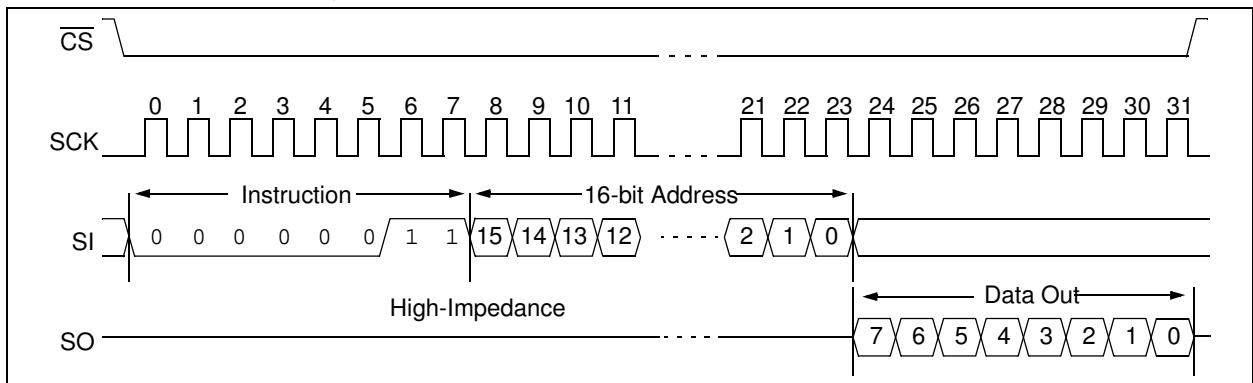 CS
0 1 2 3 4 5 6 7 8 9 10 11 21 22 23 24 25 26 27 28 29 30 31
SCK
Instruction 16-bit Address
SI 0 0 0 0 0 0 1 1 15 14 13 12 2 1 0
High-Impedance Data Out
SO 7 6 5 4 3 2 1 0